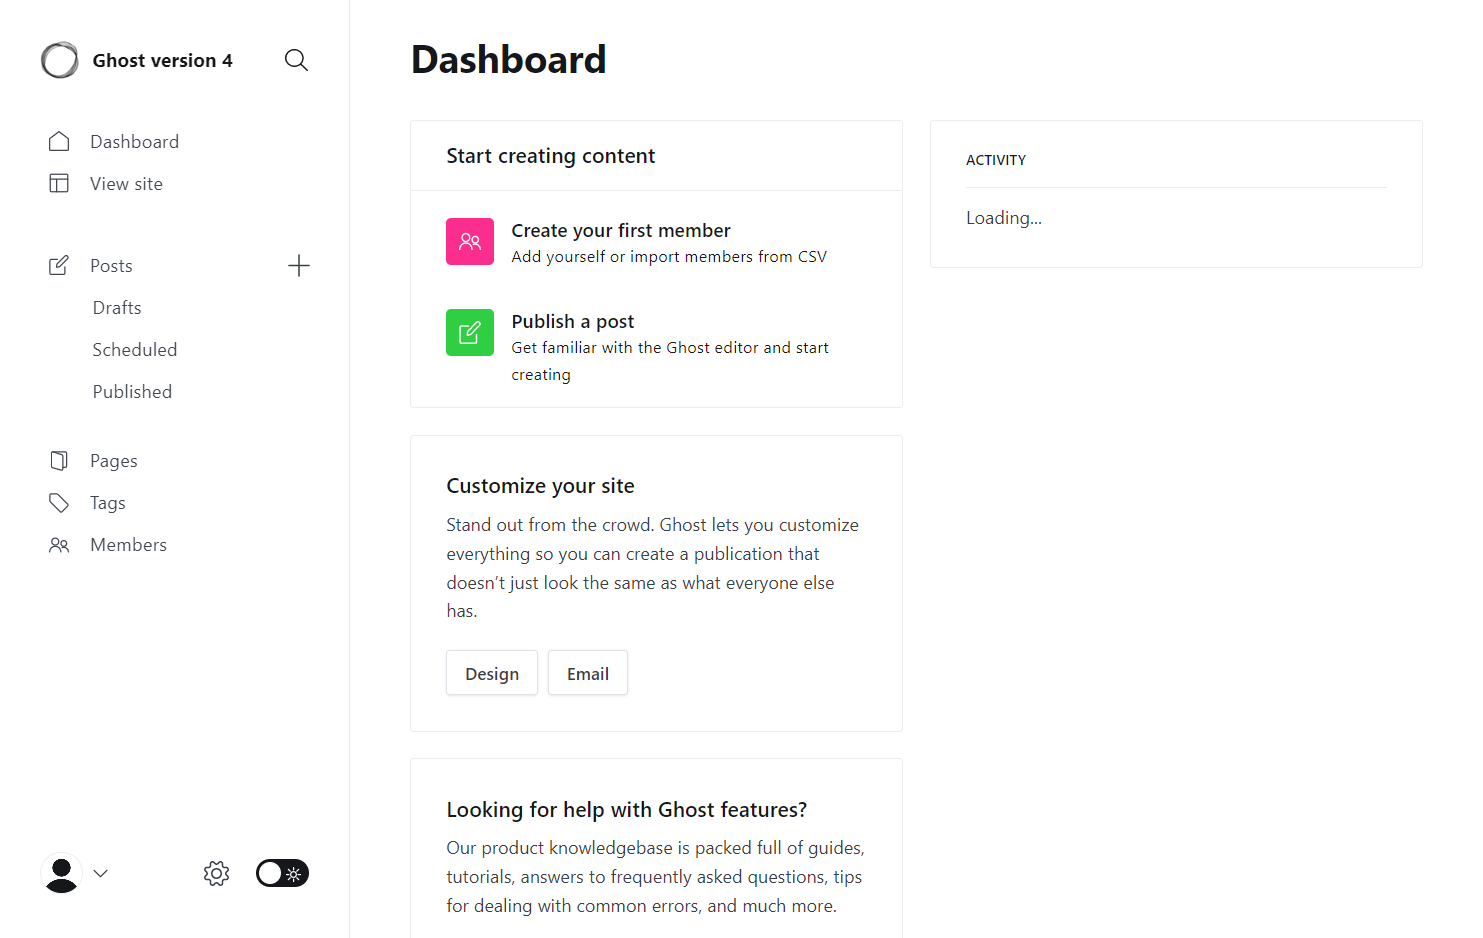 Ghost version 4
Dashboard
View site
Posts
Drafts
Scheduled
Published
Pages
Tags
Members
Dashboard
Start creating content
Create your first member
Add yourself or import members from CSV
Publish a post
Get familiar with the Ghost editor and start
creating
Customize your site
Stand out from the crowd. Ghost lets you customize
everything so you can create a publication that
doesn’t just look the same as what everyone else
has.
Design
Email
Looking for help with Ghost features?
Our product knowledgebase is packed full of guides,
tutorials, answers to frequently asked questions, tips
for dealing with common errors, and much more.
ACTIVITY
Loading...